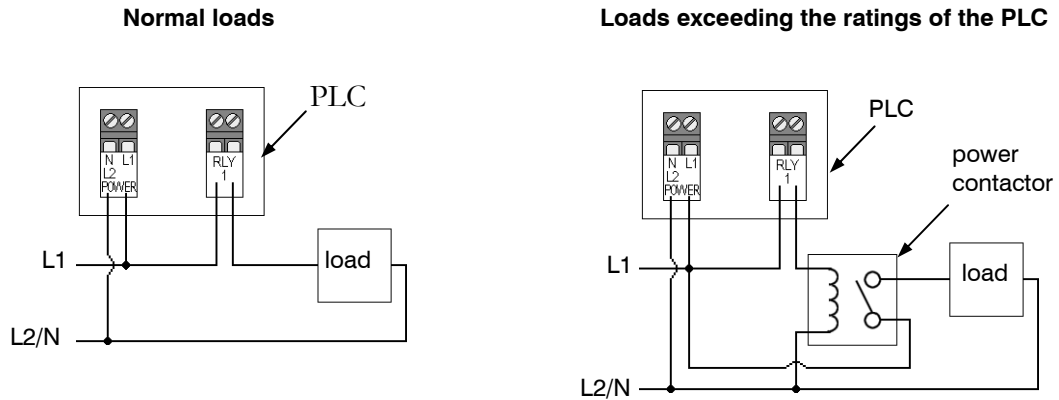 Normal loads
PLC
N L1
L2
POWER
RLY
1
L1
load
L2/N
Loads exceeding the ratings of the PLC
PLC
power
contactor
N L1
L2
POWER
RLY
1
L1
load
L2/N